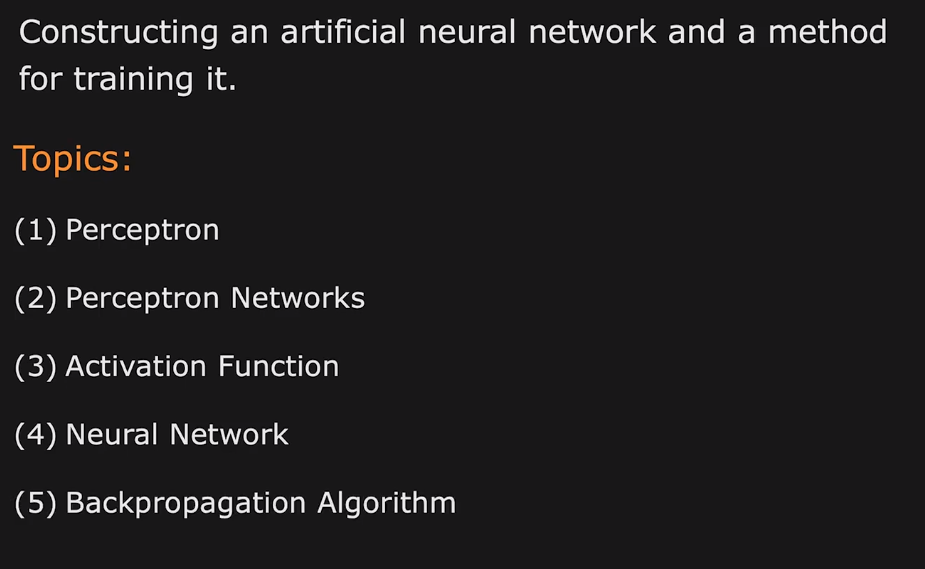 Constructing an artificial neural network and a method
for training it.
Topics:
(1) Perceptron
(2) Perceptron Networks
(3) Activation Function
(4) Neural Network
(5) Backpropagation Algorithm